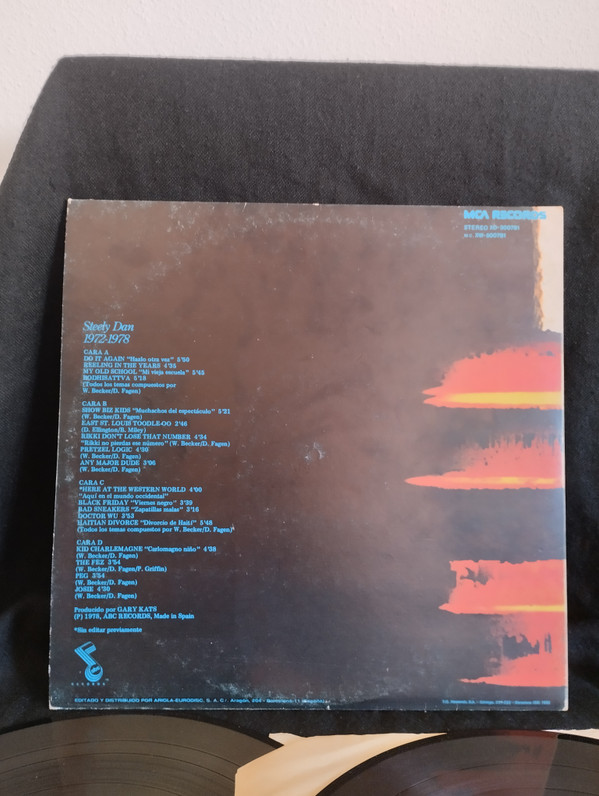 MCA RECORDS
STEREO
Steely Dan
1972-1978
CARA A
DO IT AGAIN "Hazlo otra vez" 5'50
REELING IN THE YEARS 4'35
MY OLD SCHOOL "Mi vieja escuela" 5'45
BODHISATTVA 5'18
(Todos los temas compuestos por
W. Becker/D. Fagen)
CARA B
SHOW BIZ KIDS "Muchachos del espectáculo" 5'21
(W. Becker/D. Fagen)
EAST ST. LOUIS TOODLE-OO 2'46
(D. Ellington/B. Miley)
RIKKI DON'T LOSE THAT NUMBER 4'34
"Rikki no pierdas ese número" (W. Becker/D. Fagen)
PRETZEL LOGIC 4'30
(W. Becker/D. Fagen)
ANY MAJOR DUDE 3'06
(W. Becker/D. Fagen)
CARA C
*HERE AT THE WESTERN WORLD 4'00
"Aquí en el mundo occidental"
BLACK FRIDAY "Viernes negro" 3'39
BAD SNEAKERS "Zapatillas malas" 3'16
DOCTOR WU 3'53
HAITIAN DIVORCE "Divorcio de Haití" 5'48
(Todos los temas compuestos por W. Becker/D. Fagen)
CARA D
KID CHARLEMAGNE "Carlomagno niño" 4'38
(W. Becker/D. Fagen)
THE FEZ 3'54
(W. Becker/D. Fagen/P. Griffin)
PEG 3'54
(W. Becker/D. Fagen)
JOSIE 4'30
(W. Becker/D. Fagen)
Producido por GARY KATS
(P) 1978, ABC RECORDS, Made in Spain
*Sin editar previamente
abc
RECORDS
EDITADO Y DISTRIBUIDO POR ARIOLA-EURODISC, S. A. C/. Aragón,